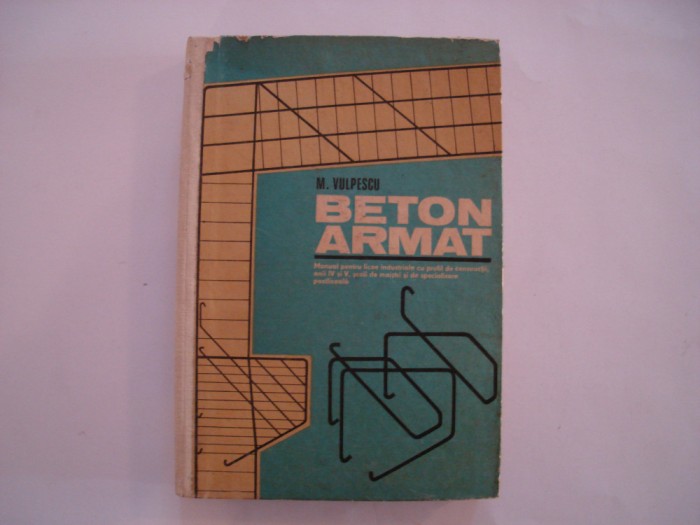 M. VULPESCU
BETON
ARMAT
Manual pentru licee industriale cu profil de construcții,
anii IV și V, școli de maiștri și de specializare
postliceală